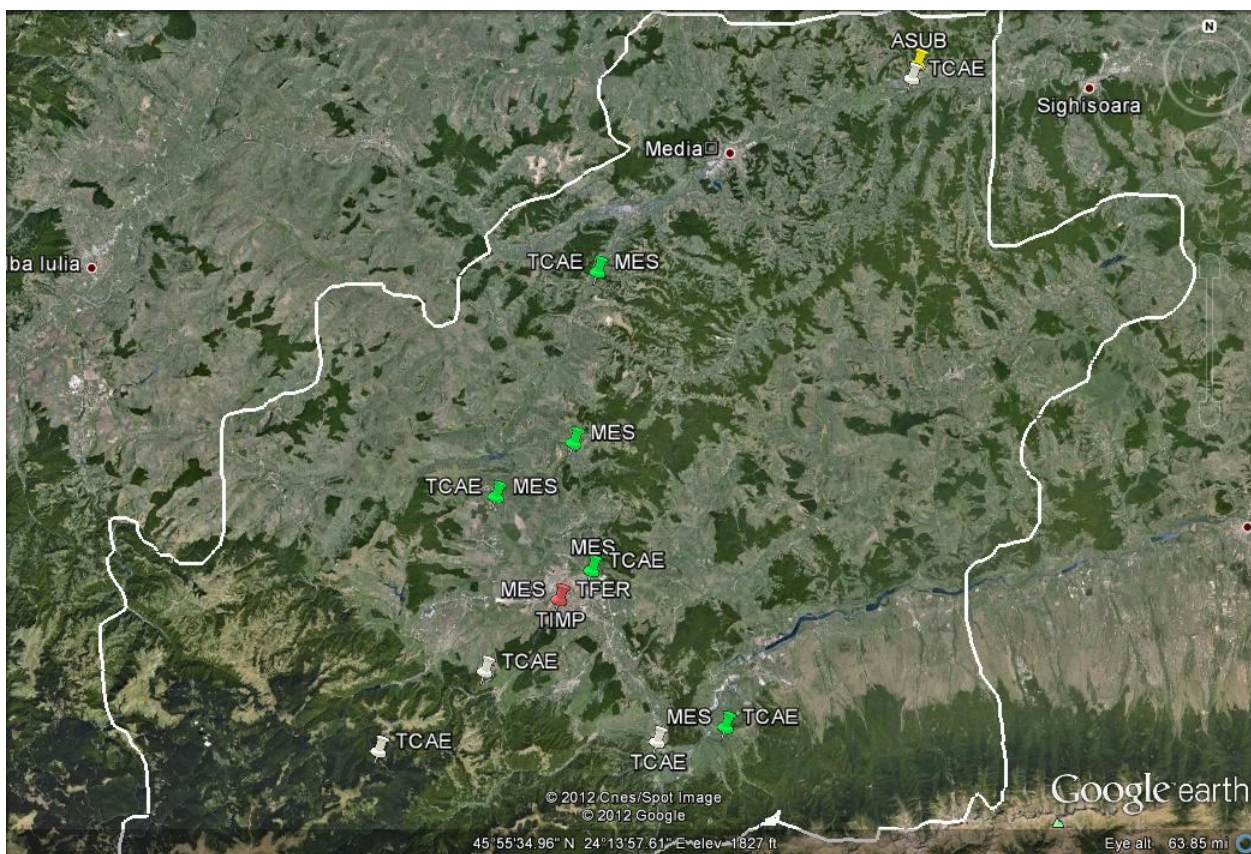 N
ASUB
TCAE
Sighisoara
Media□
lba Iulia
TCAE MES
MES
TCAE MES
MES
TCAE
MES TFER
TIMP
TCAE
MES TCAE
TCAE
TCAE
Google earth
© 2012 Cnes/Spot Image
© 2012 Google
45°55'34.96" N 24°13'57.61" E elev 1827 ft
Eye alt 63.85 mi